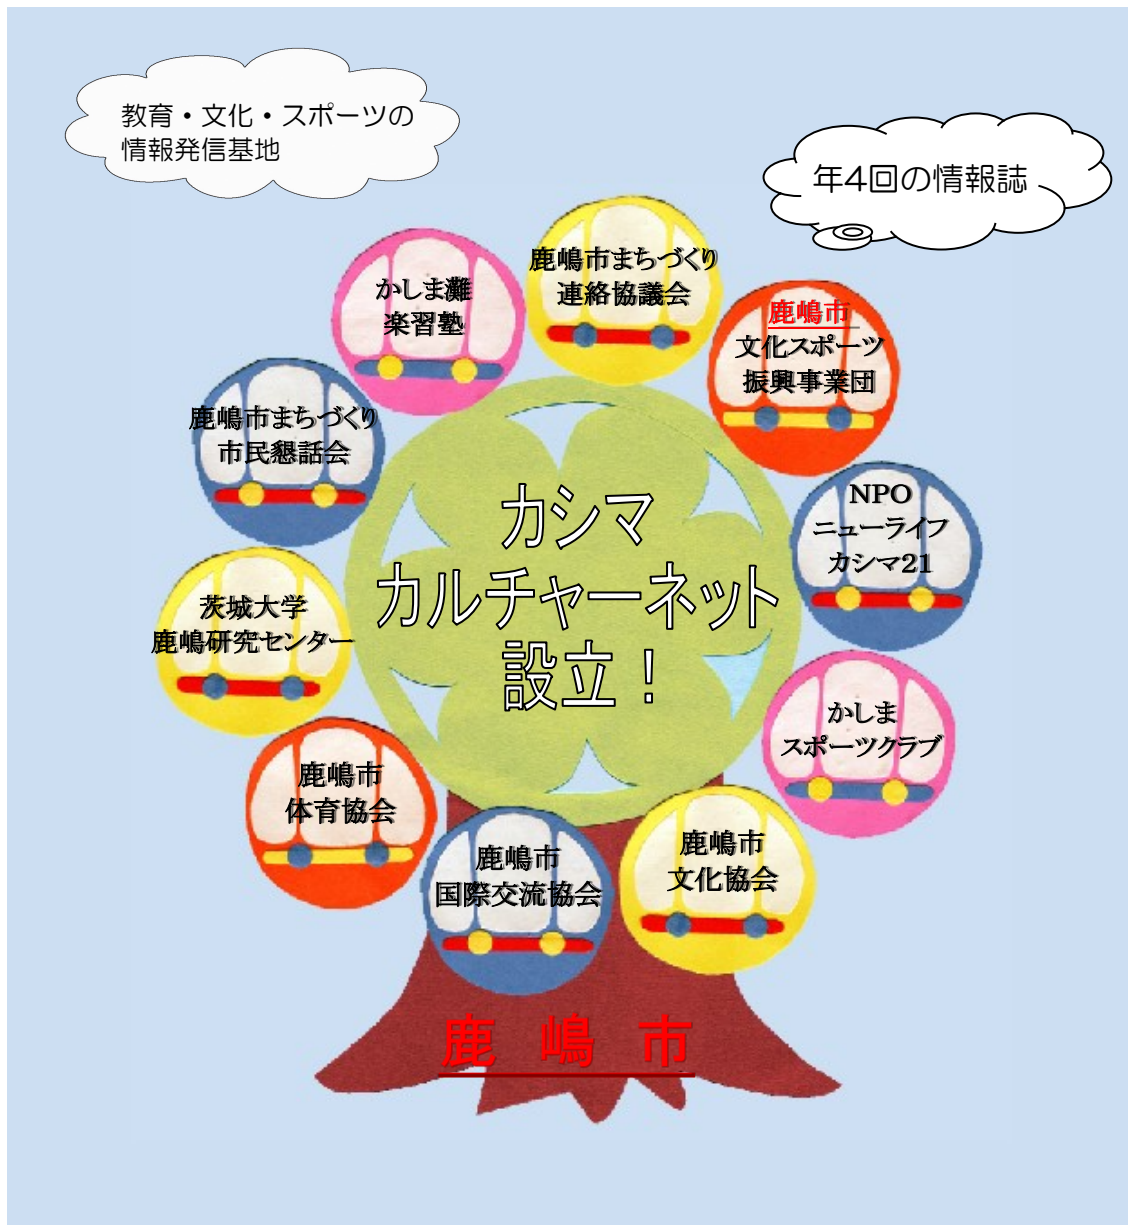 教育・文化・スポーツの
情報発信基地
年4回の情報誌
鹿嶋市まちづくり
連絡協議会
かしま灘
楽習塾
鹿嶋市
文化スポーツ
振興事業団
鹿嶋市まちづくり
市民懇話会
NPO
ニューライフ
カシマ21
カシマ
カルチャーネット
設立！
茨城大学
鹿嶋研究センター
かしま
スポーツクラブ
鹿嶋市
体育協会
鹿嶋市
国際交流協会
鹿嶋市
文化協会
鹿嶋市